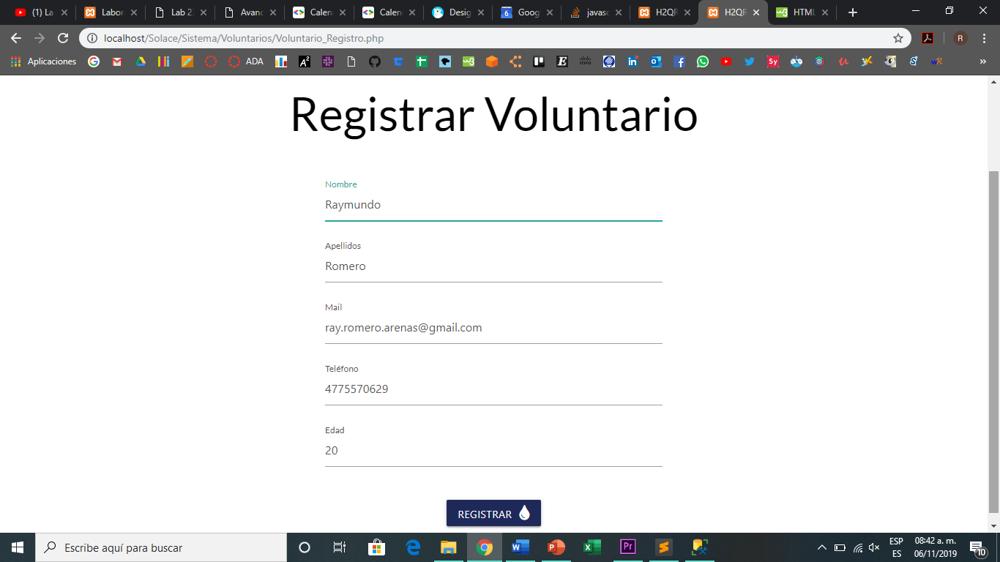 (1) La
Labor
Lab 2
Avanc
Calen
Calen
Desig
6
Goog
javasc
H2QR
H2QR
HTML
localhost/Solace/Sistema/Voluntarios/Voluntario_Registro.php
R
Aplicaciones
ADA
Registrar Voluntario
Nombre
Raymundo
Apellidos
Romero
Mail
ray.romero.arenas@gmail.com
Teléfono
4775570629
Edad
20
REGISTRAR
Escribe aquí para buscar
ESP
ES
08:42 a. m.
06/11/2019
10